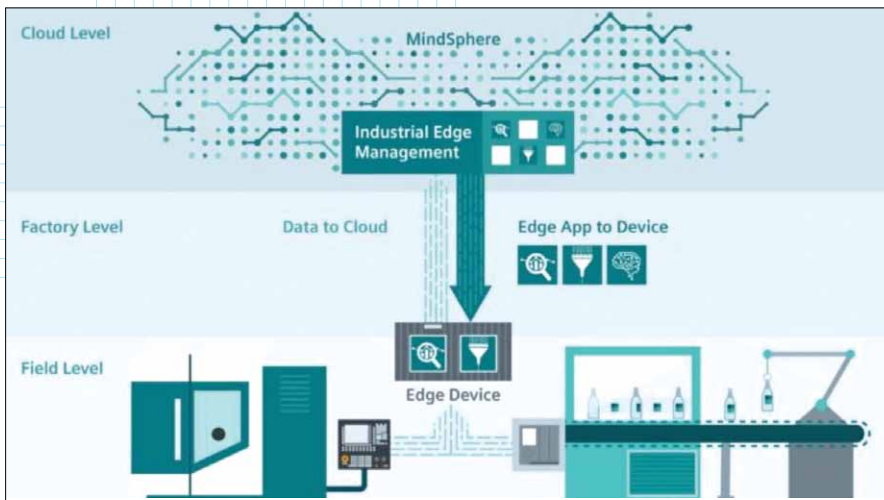 Cloud Level
MindSphere
Industrial Edge
Management
Factory Level
Data to Cloud
Edge App to Device
Field Level
Edge Device